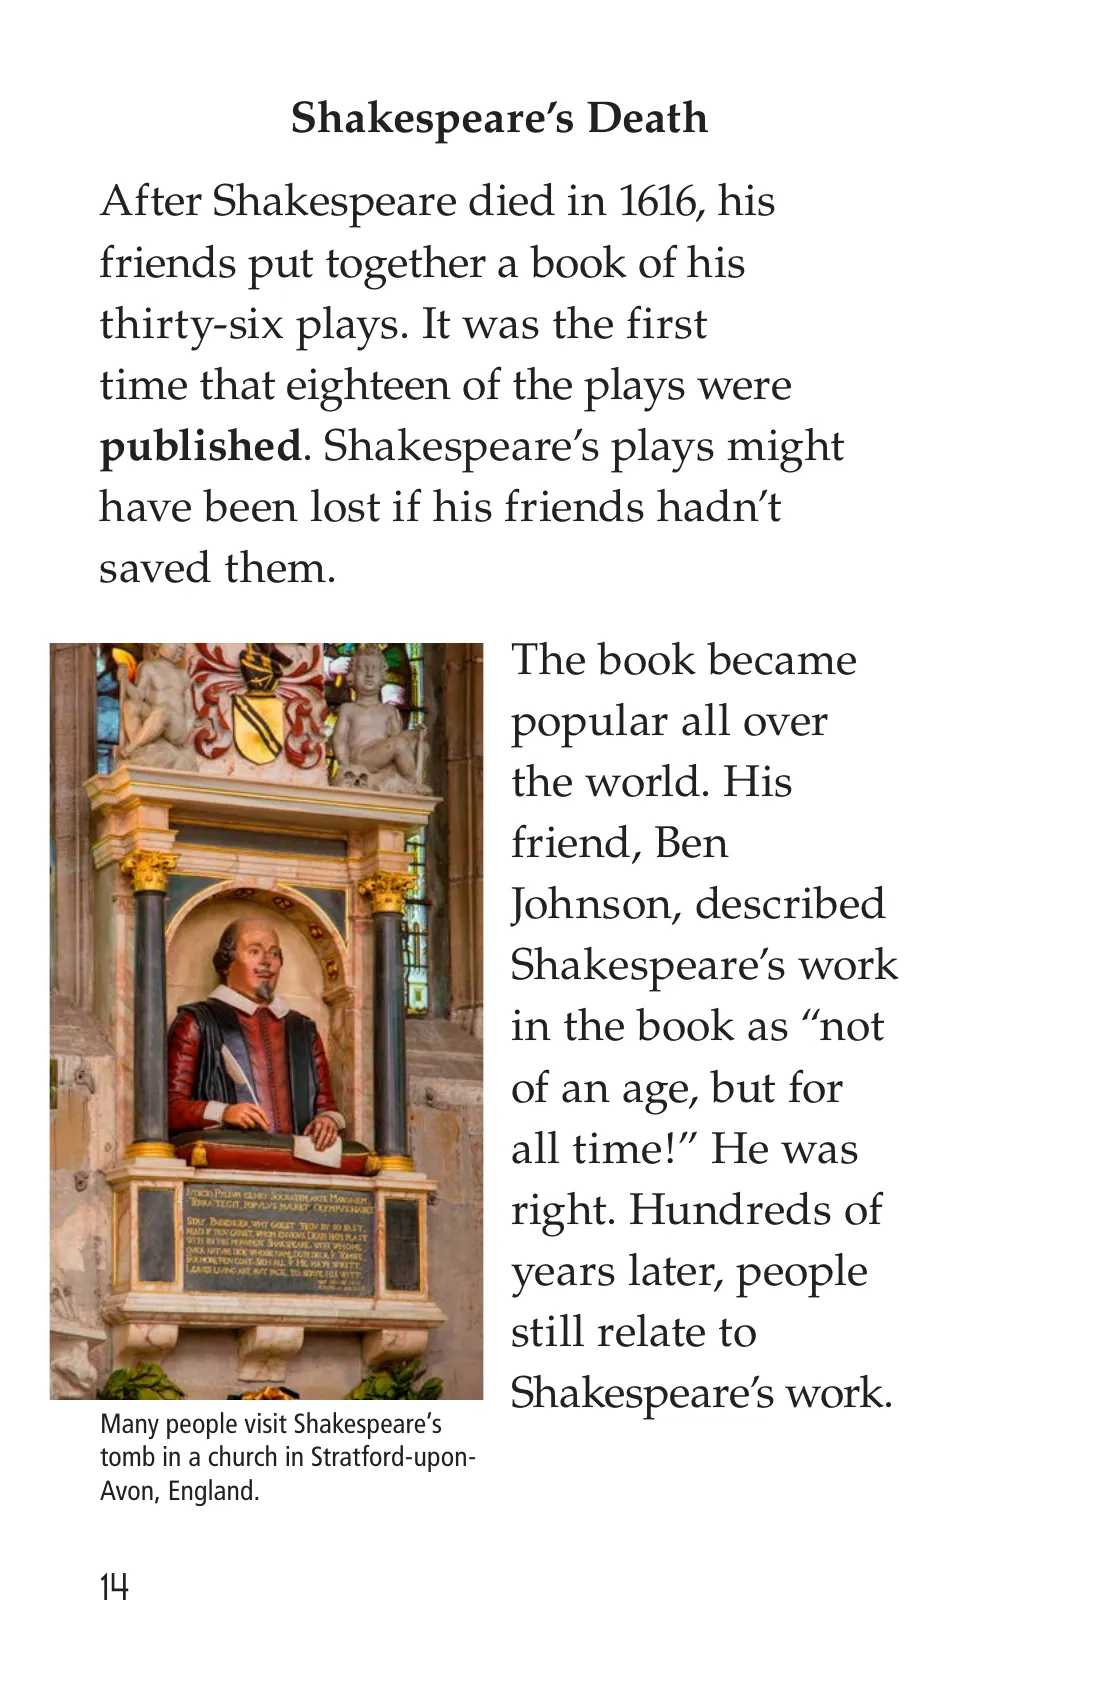 Shakespeare’s Death
After Shakespeare died in 1616, his
friends put together a book of his
thirty-six plays. It was the first
time that eighteen of the plays were
published. Shakespeare’s plays might
have been lost if his friends hadn’t
saved them.
The book became
popular all over
the world. His
friend, Ben
Johnson, described
Shakespeare’s work
in the book as “not
of an age, but for
all time!” He was
right. Hundreds of
years later, people
still relate to
Shakespeare’s work.
Many people visit Shakespeare’s
tomb in a church in Stratford-upon-
Avon, England.
14